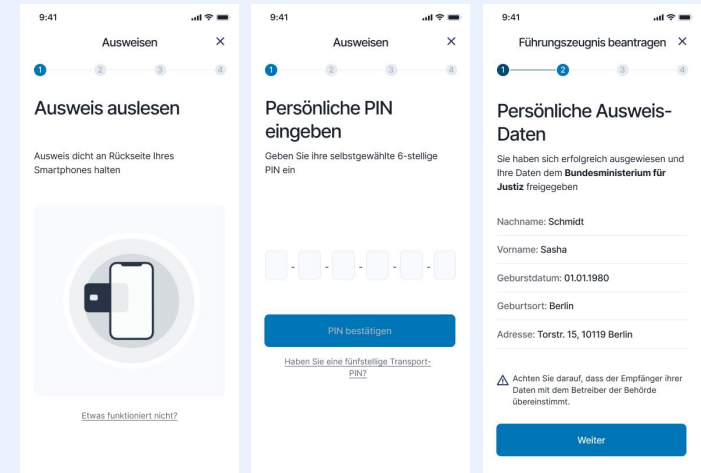 9:41
Ausweisen
1 2 3 4
Ausweis auslesen
Ausweis dicht an Rückseite Ihres
Smartphones halten
Etwas funktioniert nicht?
9:41
Ausweisen
1 2 3 4
Persönliche PIN
eingeben
Geben Sie ihre selbstgewählte 6-stellige
PIN ein
- - - - -
PIN bestätigen
Haben Sie eine fünfstellige Transport-
PIN?
9:41
Führungszeugnis beantragen
1 2 3 4
Persönliche Ausweis-
Daten
Sie haben sich erfolgreich ausgewiesen und
Ihre Daten dem Bundesministerium für
Justiz freigegeben
Nachname: Schmidt
Vorname: Sasha
Geburstdatum: 01.01.1980
Geburtsort: Berlin
Adresse: Torstr. 15, 10119 Berlin
Achten Sie darauf, dass der Empfänger ihrer
Daten mit dem Betreiber der Behörde
übereinstimmt.
Weiter